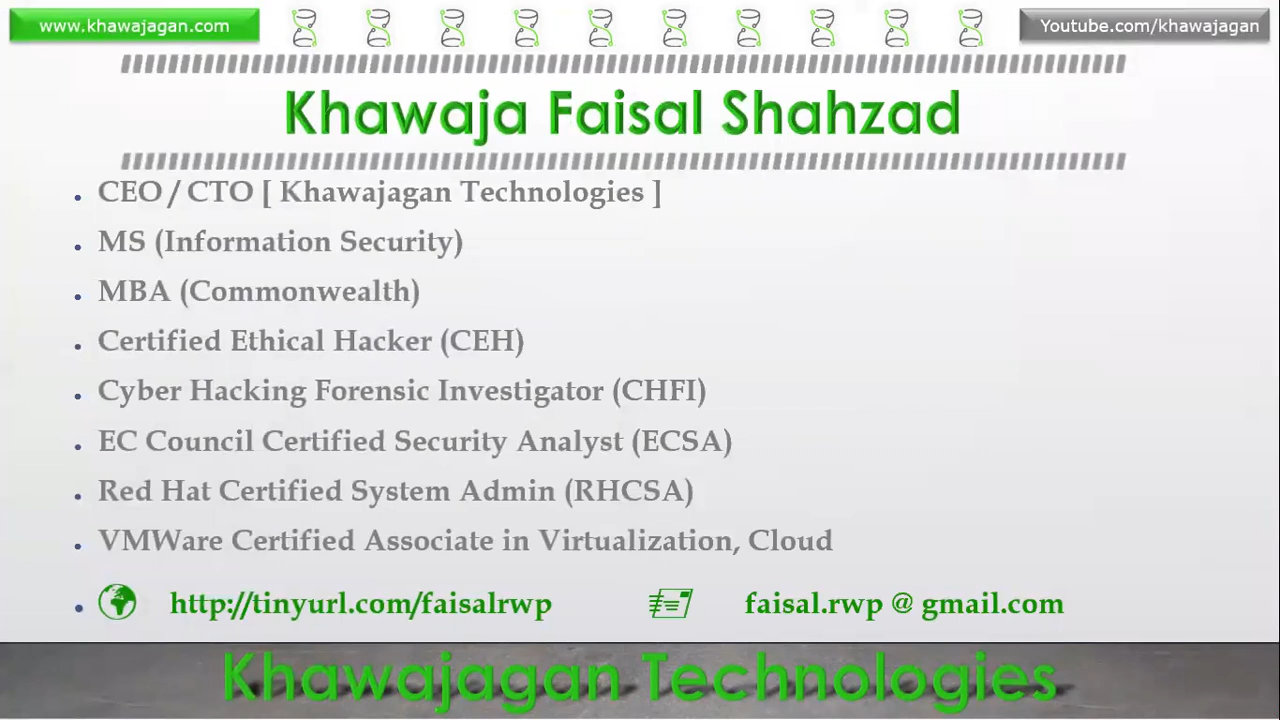 www.khawajagan.com
Youtube.com/khawajagan
Khawaja Faisal Shahzad
• CEO / CTO [ Khawajagan Technologies ]
• MS (Information Security)
• MBA (Commonwealth)
• Certified Ethical Hacker (CEH)
• Cyber Hacking Forensic Investigator (CHFI)
• EC Council Certified Security Analyst (ECSA)
• Red Hat Certified System Admin (RHCSA)
• VMWare Certified Associate in Virtualization, Cloud
• http://tinyurl.com/faisalrwp faisal.rwp @ gmail.com
Khawajagan Technologies